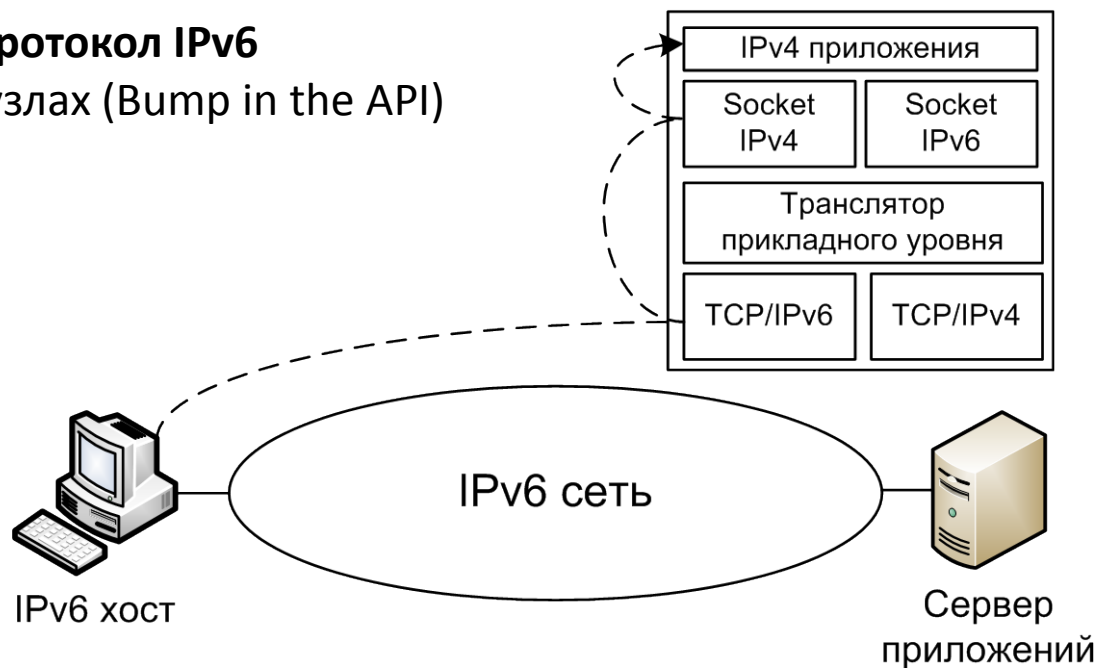 ротокол IPv6
узлах (Bump in the API)
IPv4 приложения
Socket
IPv4
Socket
IPv6
Транслятор
прикладного уровня
TCP/IPv6
TCP/IPv4
IPv6 сеть
IPv6 хост
Сервер
приложений